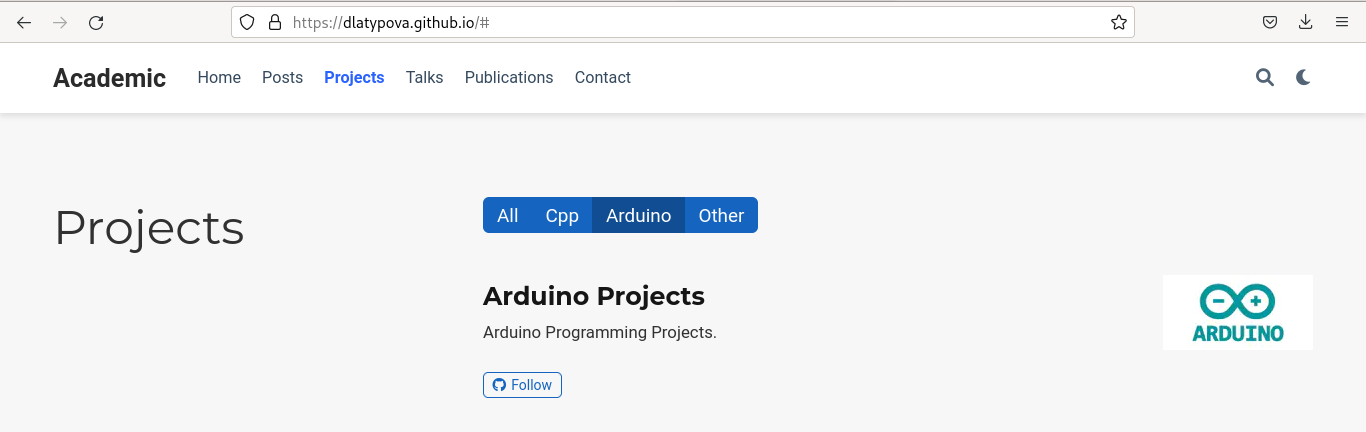 https://dlatypova.github.io/#
Academic Home Posts Projects Talks Publications Contact
Projects
All Cpp Arduino Other
Arduino Projects
Arduino Programming Projects.
ARDUINO
Follow